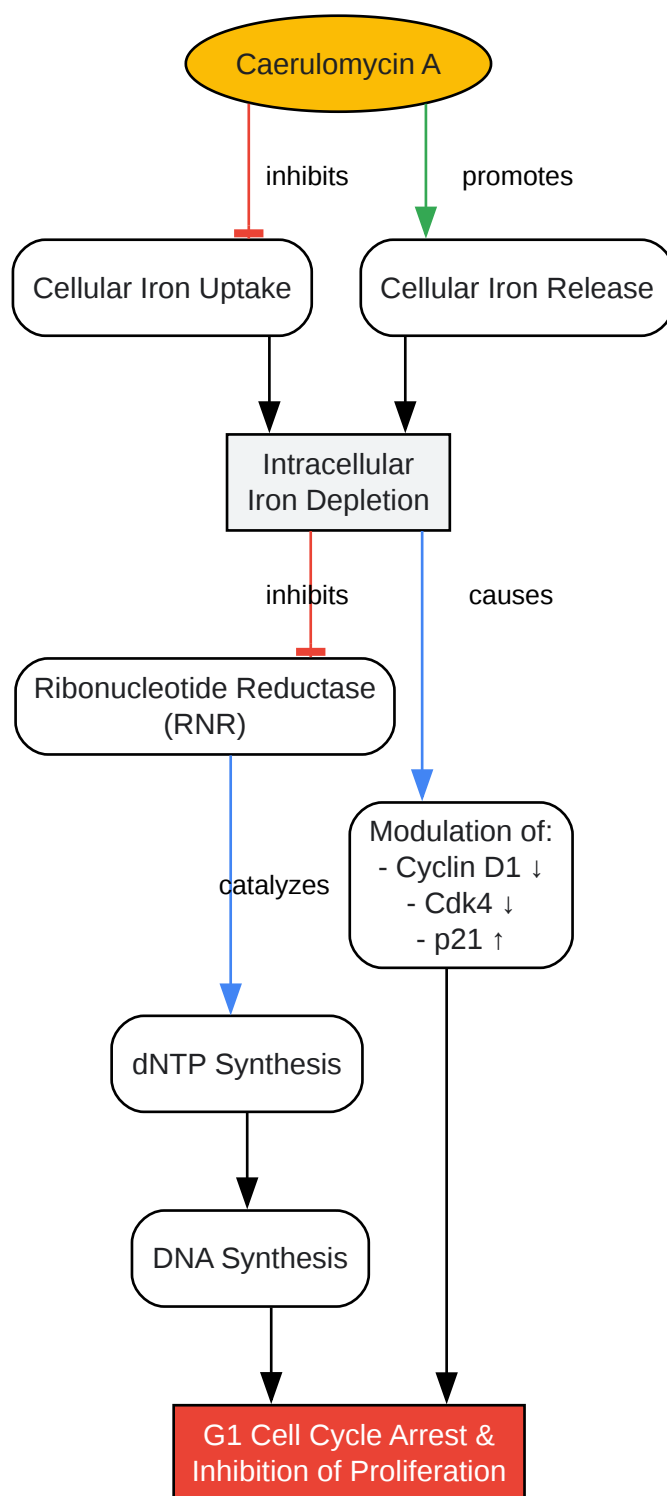 Caerulomycin A
inhibits
promotes
Cellular Iron Uptake
Cellular Iron Release
Intracellular
Iron Depletion
inhibits
causes
Ribonucleotide Reductase
(RNR)
Modulation of:
- Cyclin D1 ↓
- Cdk4 ↓
- p21 ↑
catalyzes
dNTP Synthesis
DNA Synthesis
G1 Cell Cycle Arrest &
Inhibition of Proliferation